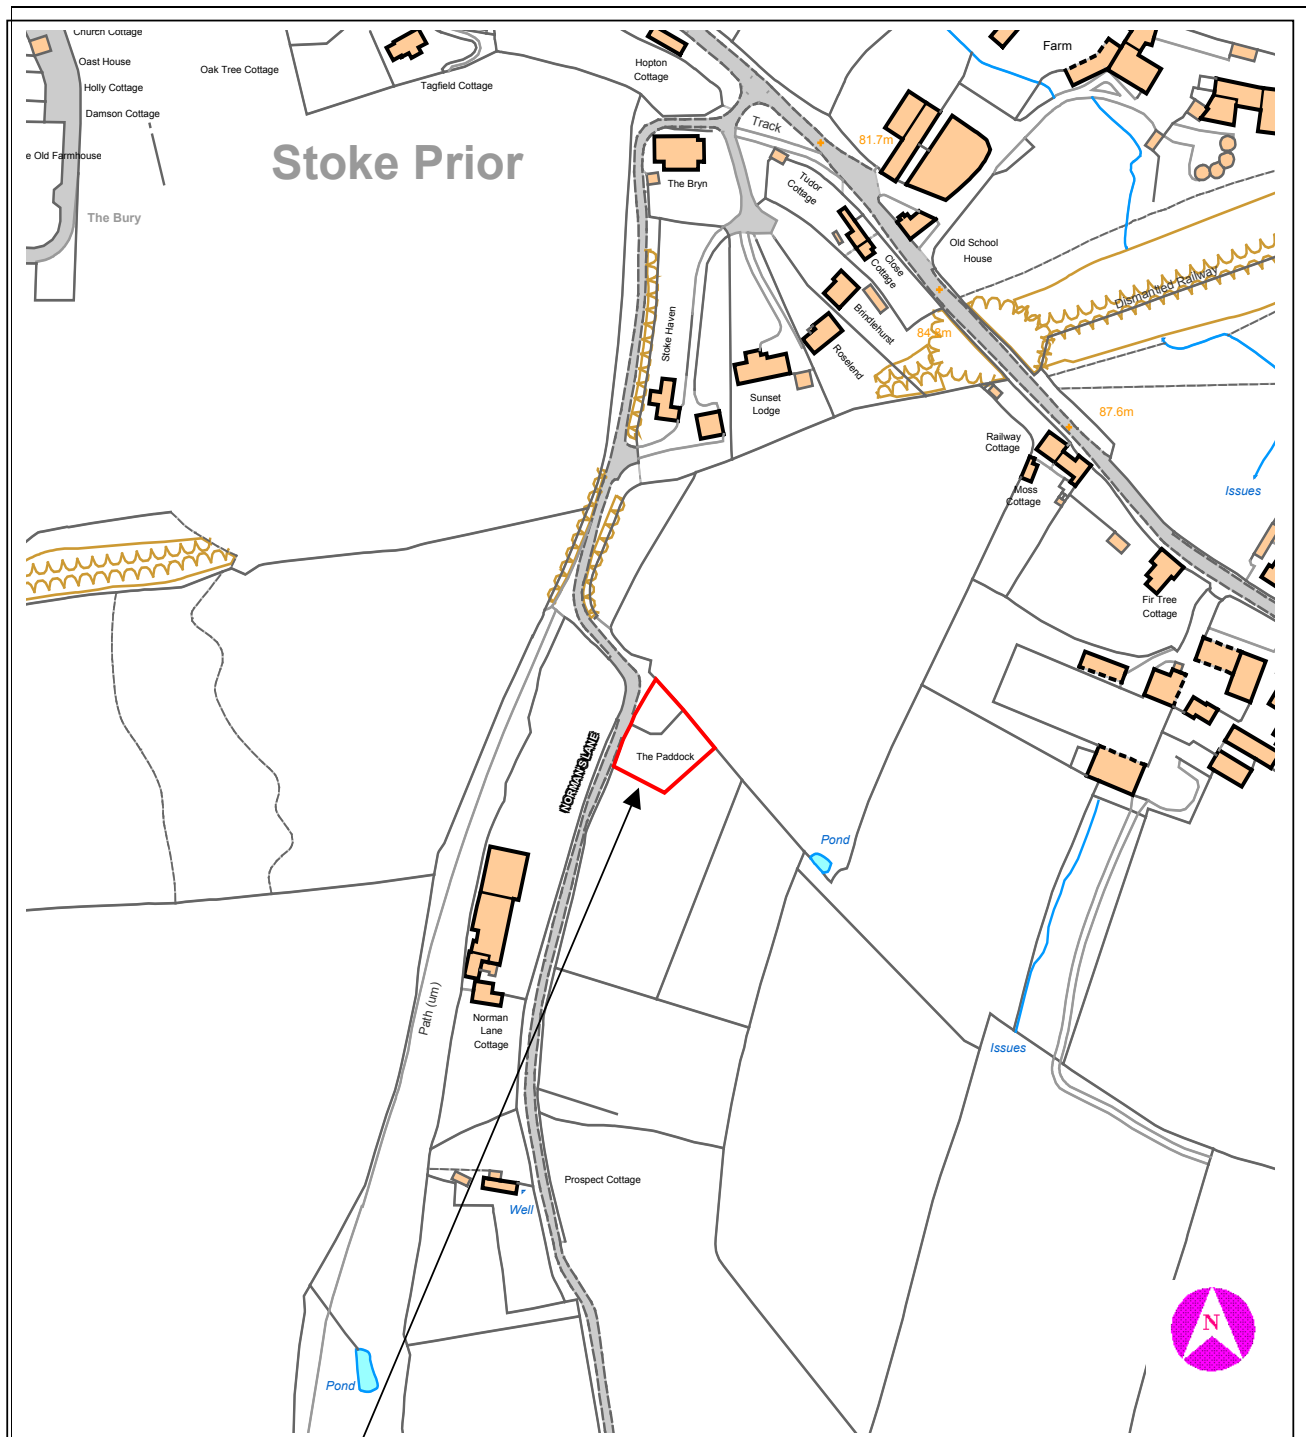 Church Cottage
Oast House
Holly Cottage
Damson Cottage
e Old Farmhouse
The Bury
Oak Tree Cottage
Tagfield Cottage
Stoke Prior
Hopton
Cottage
Farm
Track
81.7m
The Bryn
Tudor
Cottage
Close
Cottage
Old School
House
Dismantled Railway
Brindlehurst
Roselend
Stoke Haven
Sunset
Lodge
84.8m
87.6m
Railway
Cottage
Moss
Cottage
Issues
Fir Tree
Cottage
NORMAN'S LANE
The Paddock
Pond
Path (um)
Norman
Lane
Cottage
Issues
Prospect Cottage
Well
Pond
N